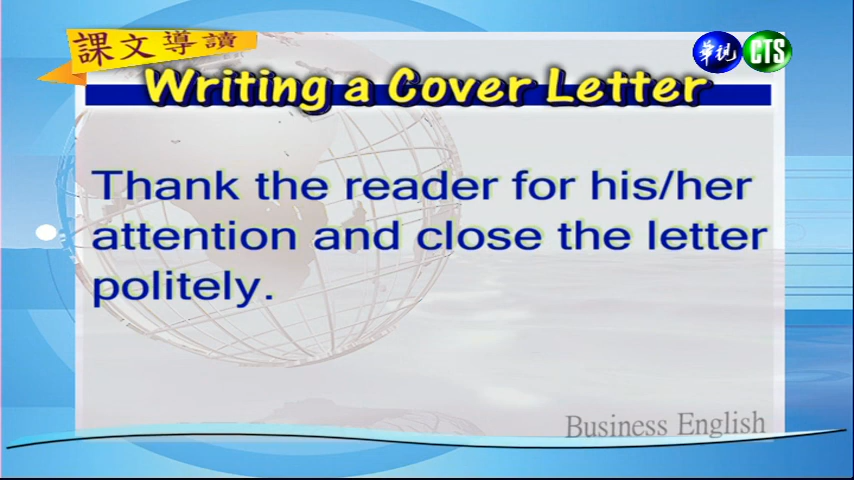 課文導讀
華視 CTS
Writing a Cover Letter
Thank the reader for his/her
attention and close the letter
politely.
Business English